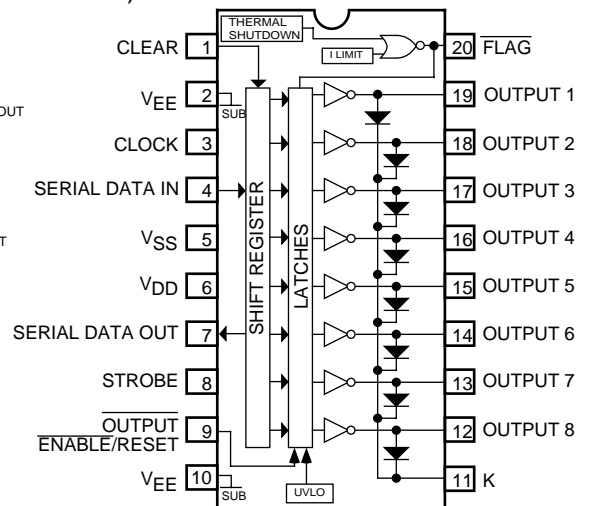 THERMAL
SHUTDOWN
I LIMIT
CLEAR 1
20 FLAG
VEE 2
SUB
19 OUTPUT 1
OUT
CLOCK 3
18 OUTPUT 2
SERIAL DATA IN 4
17 OUTPUT 3
SHIFT REGISTER
LATCHES
VSS 5
16 OUTPUT 4
T
VDD 6
15 OUTPUT 5
SERIAL DATA OUT 7
14 OUTPUT 6
STROBE 8
13 OUTPUT 7
OUTPUT
ENABLE/RESET 9
12 OUTPUT 8
VEE 10
SUB
UVLO
11 K